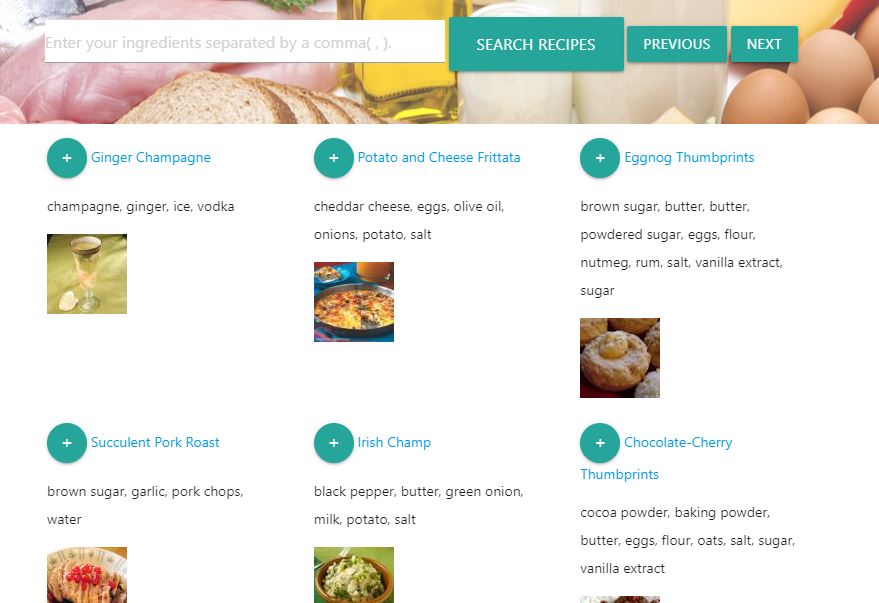 Enter your ingredients separated by a comma( , ).
SEARCH RECIPES
PREVIOUS
NEXT
+ Ginger Champagne
champagne, ginger, ice, vodka
+ Potato and Cheese Frittata
cheddar cheese, eggs, olive oil,
onions, potato, salt
+ Eggnog Thumbprints
brown sugar, butter, butter,
powdered sugar, eggs, flour,
nutmeg, rum, salt, vanilla extract,
sugar
+ Succulent Pork Roast
brown sugar, garlic, pork chops,
water
+ Irish Champ
black pepper, butter, green onion,
milk, potato, salt
+ Chocolate-Cherry
Thumbprints
cocoa powder, baking powder,
butter, eggs, flour, oats, salt, sugar,
vanilla extract